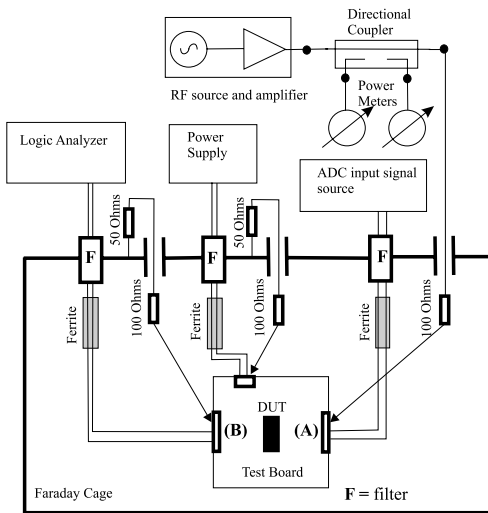 Directional
Coupler
RF source and amplifier
Power
Meters
Logic Analyzer
Power
Supply
ADC input signal
source
50 Ohms
50 Ohms
F
F
F
Ferrite
100 Ohms
Ferrite
100 Ohms
Ferrite
100 Ohms
DUT
(B)
(A)
Test Board
Faraday Cage
F = filter